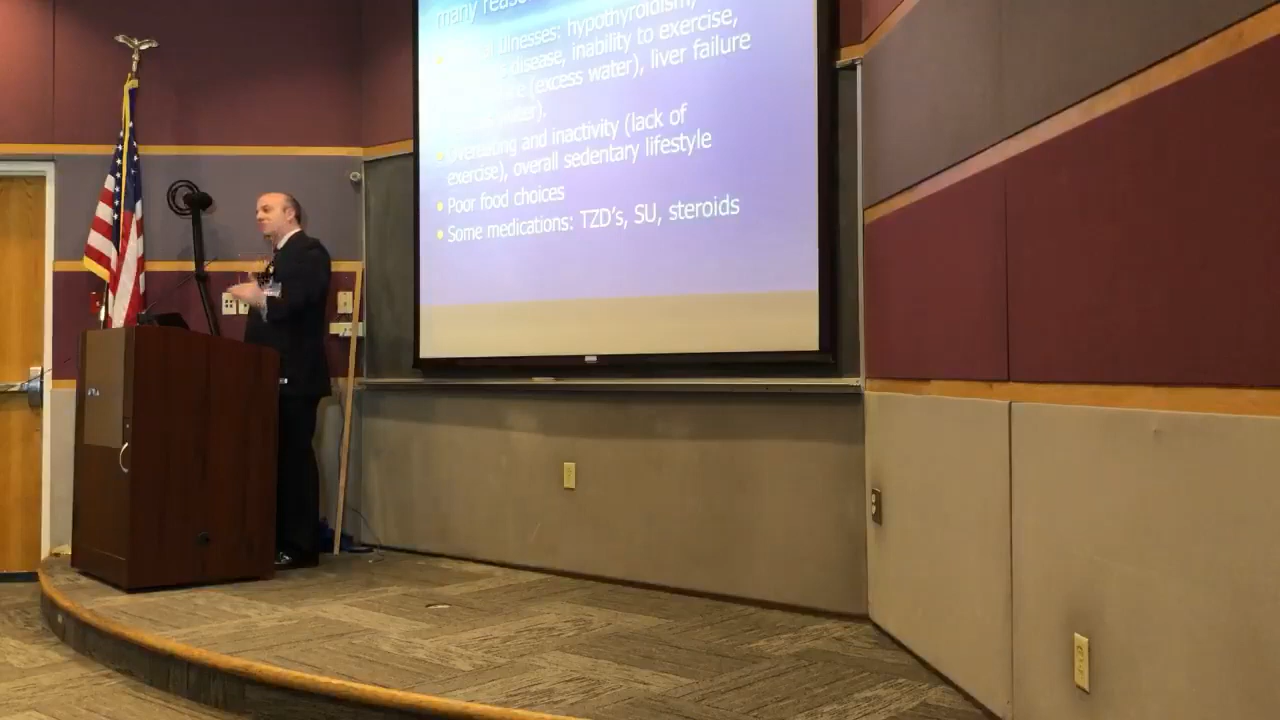 many
illnesses: hypothyroidism,
disease, inability to exercise,
(excess water), liver failure
water).
Overeating and inactivity (lack of
exercise), overall sedentary lifestyle
Poor food choices
Some medications: TZD's, SU, steroids